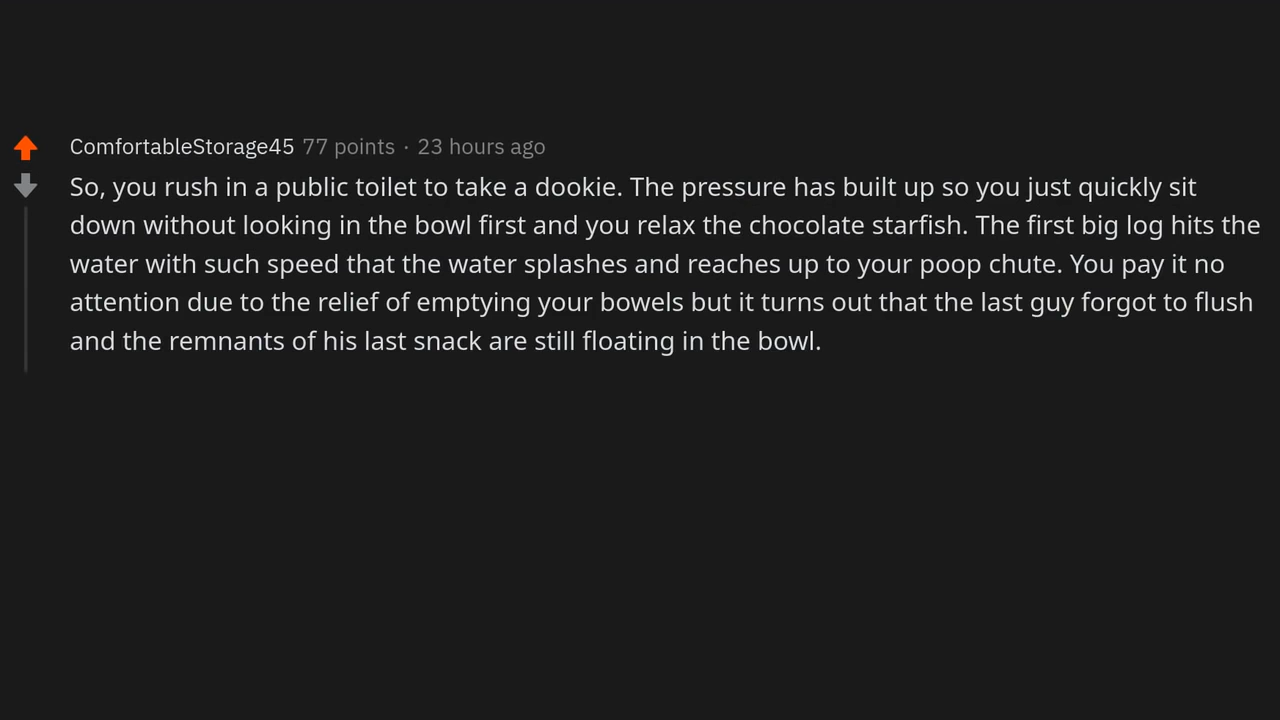 ComfortableStorage45 77 points · 23 hours ago
So, you rush in a public toilet to take a dookie. The pressure has built up so you just quickly sit
down without looking in the bowl first and you relax the chocolate starfish. The first big log hits the
water with such speed that the water splashes and reaches up to your poop chute. You pay it no
attention due to the relief of emptying your bowels but it turns out that the last guy forgot to flush
and the remnants of his last snack are still floating in the bowl.